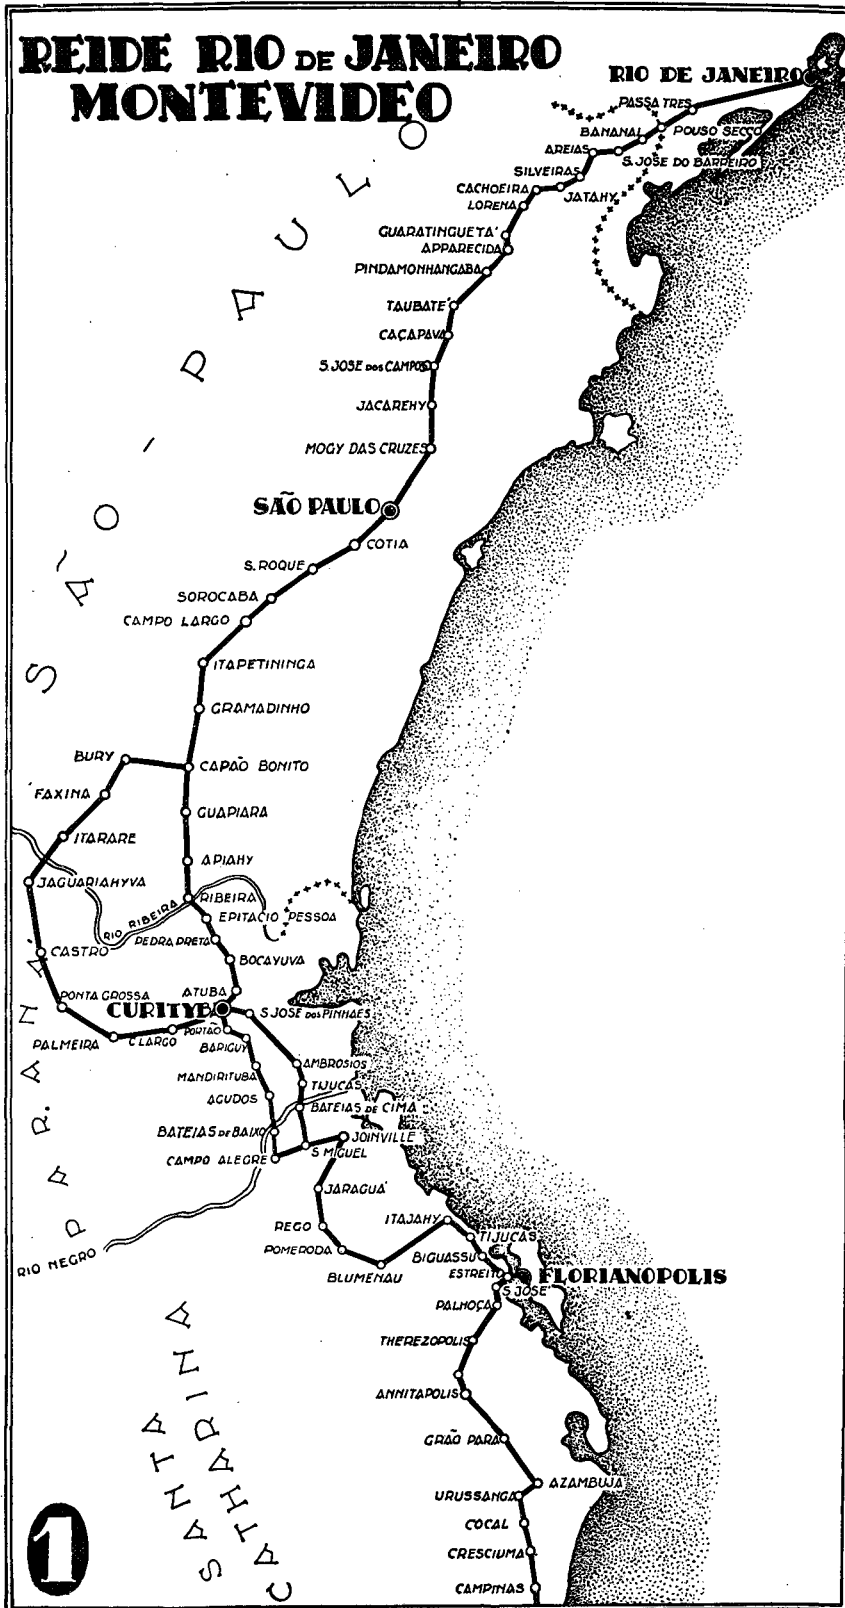 REIDE RIO DE JANEIRO
MONTEVIDEO
RIO DE JANEIRO
PASSA TRES
BANANAL
POUSO SECCO
AREIAS
S. JOSE DO BARREIRO
SILVEIRAS
CACHOEIRA
JATAHY
LORENA
GUARATINGUETA'
APPARECIDA
PINDAMONHANGABA
TAUBATE'
CAÇAPAVA
S. JOSE DOS CAMPOS
JACAREHY
MOGY DAS CRUZES
SÃO PAULO
SÃO PAULO
COTIA
S. ROQUE
SOROCABA
CAMPO LARGO
ITAPETININGA
GRAMADINHO
BURY
CAPÃO BONITO
FAXINA
GUAPIARA
ITARARE
APIAHY
JAGUARIAHYVA
RIBEIRA
RIO RIBEIRA
EPITACIO PESSOA
PEDRA PRETA
CASTRO
BOCAYUVA
ATUBA
PONTA GROSSA
CURITYB
S. JOSE DOS PINHAES
PALMEIRA
C. LARGO
PORTÃO
BARIGUY
PARANÁ
AMBROSIOS
MANDIRITUBA
TIJUCAS
AGUDOS
BATEIAS DE CIMA
BATEIAS DE BAIXO
JOINVILLE
CAMPO ALEGRE
S MIGUEL
JARAGUA'
REGO
ITAJAHY
TIJUCAS
RIO NEGRO
POMERODA
BIGUASSU
BLUMENAU
ESTREITO
FLORIANOPOLIS
S. JOSE'
PALHOÇA
THEREZOPOLIS
ANNITAPOLIS
GRÃO PARA
AZAMBUJA
URUSSANGA
COCAL
CRESCIUMA
CAMPINAS
SANTA
CATHARINA
1